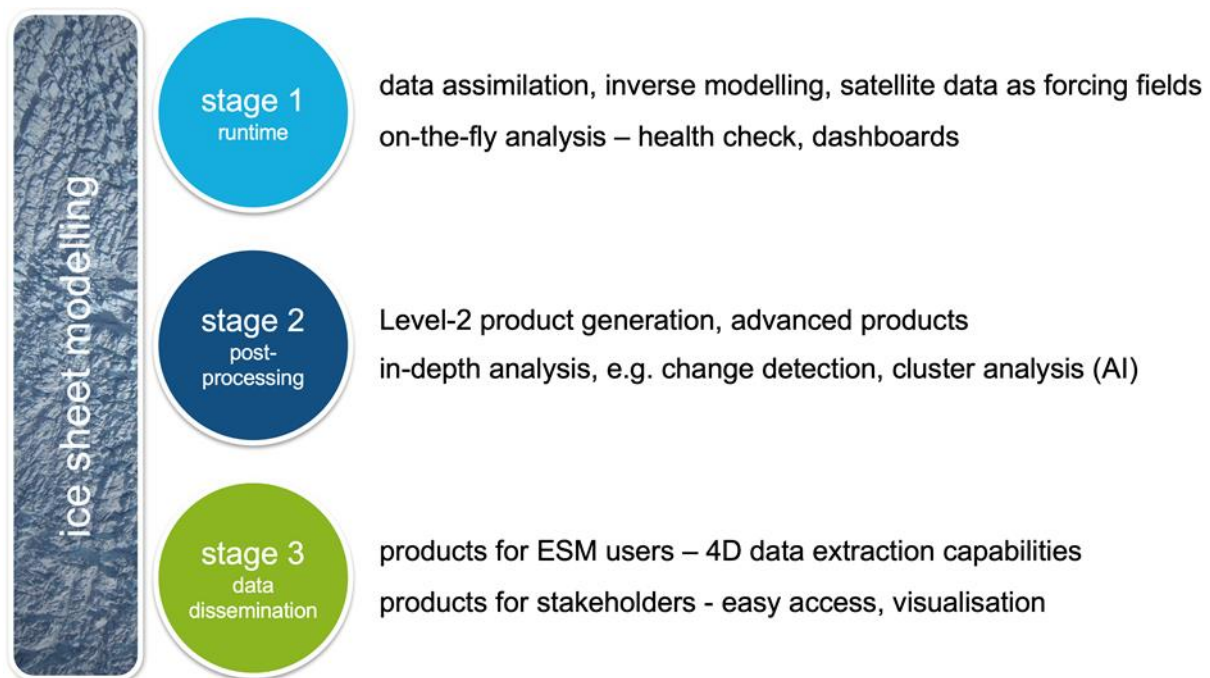 ice sheet modelling
stage 1
runtime
data assimilation, inverse modelling, satellite data as forcing fields
on-the-fly analysis – health check, dashboards
stage 2
post-
processing
Level-2 product generation, advanced products
in-depth analysis, e.g. change detection, cluster analysis (AI)
stage 3
data
dissemination
products for ESM users – 4D data extraction capabilities
products for stakeholders - easy access, visualisation